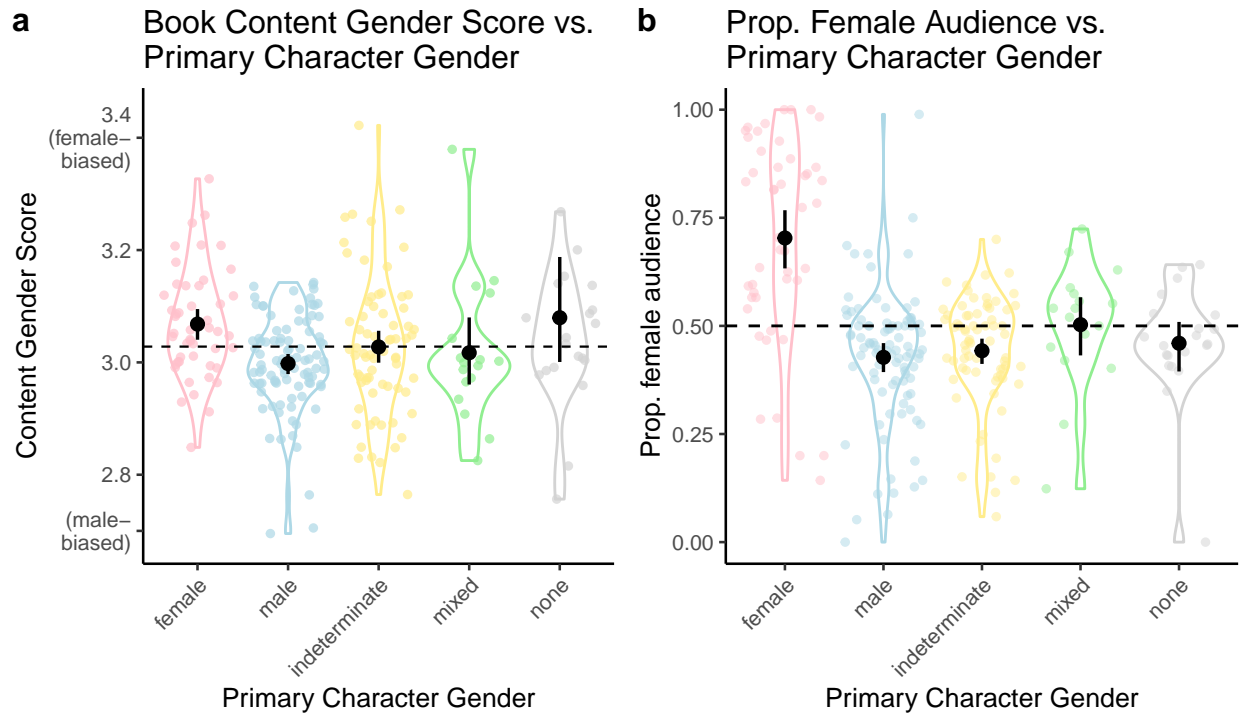 a
Book Content Gender Score vs.
Primary Character Gender
Content Gender Score
3.4
(female−
biased)
3.2
3.0
2.8
(male−
biased)
female
male
indeterminate
mixed
none
Primary Character Gender
b
Prop. Female Audience vs.
Primary Character Gender
Prop. female audience
1.00
0.75
0.50
0.25
0.00
female
male
indeterminate
mixed
none
Primary Character Gender